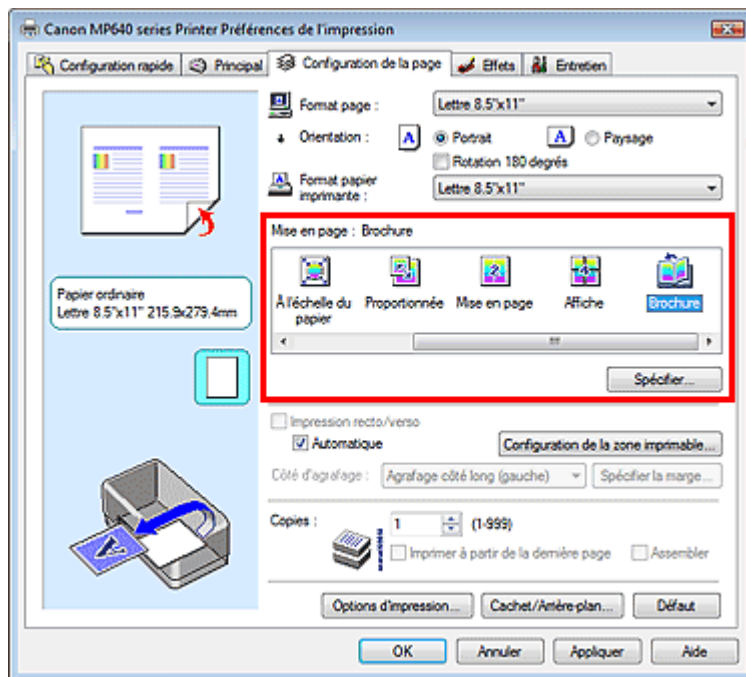 Canon MP640 series Printer Préférences de l'impression
Configuration rapide Principal Configuration de la page Effets Entretien
Format page : Lettre 8.5"x11"
Orientation : A Portrait A Paysage
Rotation 180 degrés
Format papier imprimante : Lettre 8.5"x11"
Mise en page : Brochure
À l'échelle du papier Proportionnée Mise en page Affiche Brochure
Papier ordinaire
Lettre 8.5"x11" 215.9x279.4mm
Spécifier...
Impression recto/verso
Automatique Configuration de la zone imprimable...
Côté d'agrafage : Agrafage côté long (gauche) Spécifier la marge...
Copies : 1 (1-999)
Imprimer à partir de la dernière page Assembler
Options d'impression... Cachet/Arrière-plan... Défaut
OK Annuler Appliquer Aide